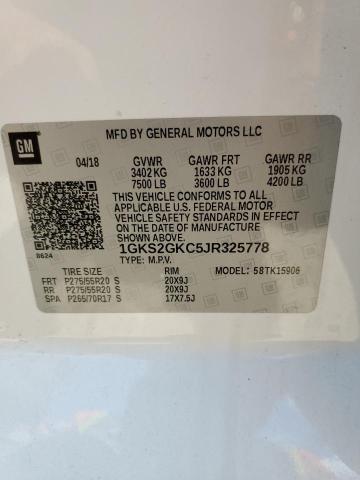 GM
MFD BY GENERAL MOTORS LLC
04/18 GVWR GAWR FRT GAWR RR
3402 KG 1633 KG 1905 KG
7500 LB 3600 LB 4200 LB
THIS VEHICLE CONFORMS TO ALL
APPLICABLE U.S. FEDERAL MOTOR
VEHICLE SAFETY STANDARDS IN EFFECT
ON THE DATE OF MANUFACTURE
SHOWN ABOVE.
8624 1GKS2GKC5JR325778
TYPE: M.P.V.
TIRE SIZE RIM MODEL: 58TK15906
FRT P275/55R20 S 20X9J
RR P275/55R20 S 20X9J
SPA P265/70R17 S 17X7.5J